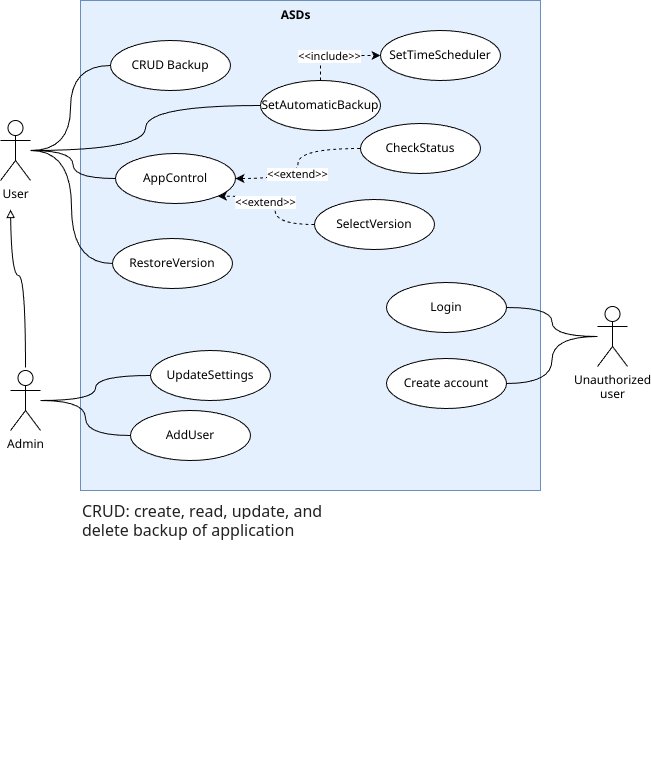 ASDs
<<include>>
SetTimeScheduler
CRUD Backup
SetAutomaticBackup
CheckStatus
<<extend>>
AppControl
User
<<extend>>
SelectVersion
RestoreVersion
Login
Unauthorized
user
UpdateSettings
Create account
AddUser
Admin
CRUD: create, read, update, and
delete backup of application